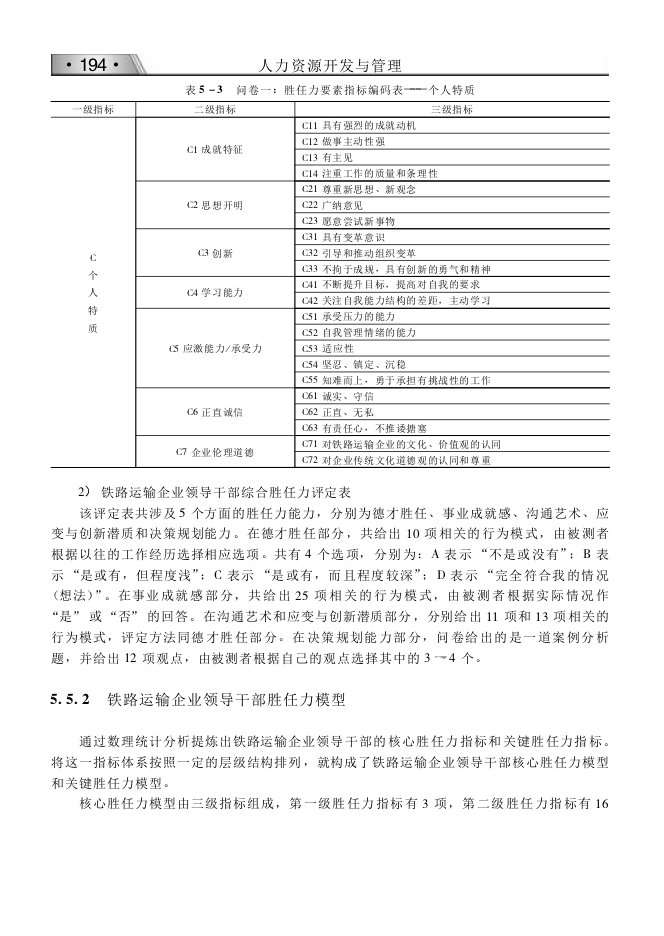 · 194 ·
人力资源开发与管理
表 5 - 3 问卷一：胜任力要素指标编码表——个人特质
一级指标 二级指标 三级指标
C
个
人
特
质
C1 成就特征
C11 具有强烈的成就动机
C12 做事主动性强
C13 有主见
C14 注重工作的质量和条理性
C2 思想开明
C21 尊重新思想、新观念
C22 广纳意见
C23 愿意尝试新事物
C3 创新
C31 具有变革意识
C32 引导和推动组织变革
C33 不拘于成规，具有创新的勇气和精神
C4 学习能力
C41 不断提升目标，提高对自我的要求
C42 关注自我能力结构的差距，主动学习
C5 应激能力/承受力
C51 承受压力的能力
C52 自我管理情绪的能力
C53 适应性
C54 坚忍、镇定、沉稳
C55 知难而上，勇于承担有挑战性的工作
C6 正直诚信
C61 诚实、守信
C62 正直、无私
C63 有责任心，不推诿搪塞
C7 企业伦理道德
C71 对铁路运输企业的文化、价值观的认同
C72 对企业传统文化道德观的认同和尊重
2） 铁路运输企业领导干部综合胜任力评定表
该评定表共涉及 5 个方面的胜任力能力，分别为德才胜任、事业成就感、沟通艺术、应
变与创新潜质和决策规划能力。在德才胜任部分，共给出 10 项相关的行为模式，由被测者
根据以往的工作经历选择相应选项。共有 4 个选项，分别为：A 表示“不是或没有”；B 表
示“是或有，但程度浅”；C 表示“是或有，而且程度较深”；D 表示“完全符合我的情况
（想法）”。在事业成就感部分，共给出 25 项相关的行为模式，由被测者根据实际情况作
“是”或“否”的回答。在沟通艺术和应变与创新潜质部分，分别给出 11 项和 13 项相关的
行为模式，评定方法同德才胜任部分。在决策规划能力部分，问卷给出的是一道案例分析
题，并给出 12 项观点，由被测者根据自己的观点选择其中的 3 —4 个。
5. 5. 2 铁路运输企业领导干部胜任力模型
通过数理统计分析提炼出铁路运输企业领导干部的核心胜任力指标和关键胜任力指标。
将这一指标体系按照一定的层级结构排列，就构成了铁路运输企业领导干部核心胜任力模型
和关键胜任力模型。
核心胜任力模型由三级指标组成，第一级胜任力指标有 3 项，第二级胜任力指标有 16